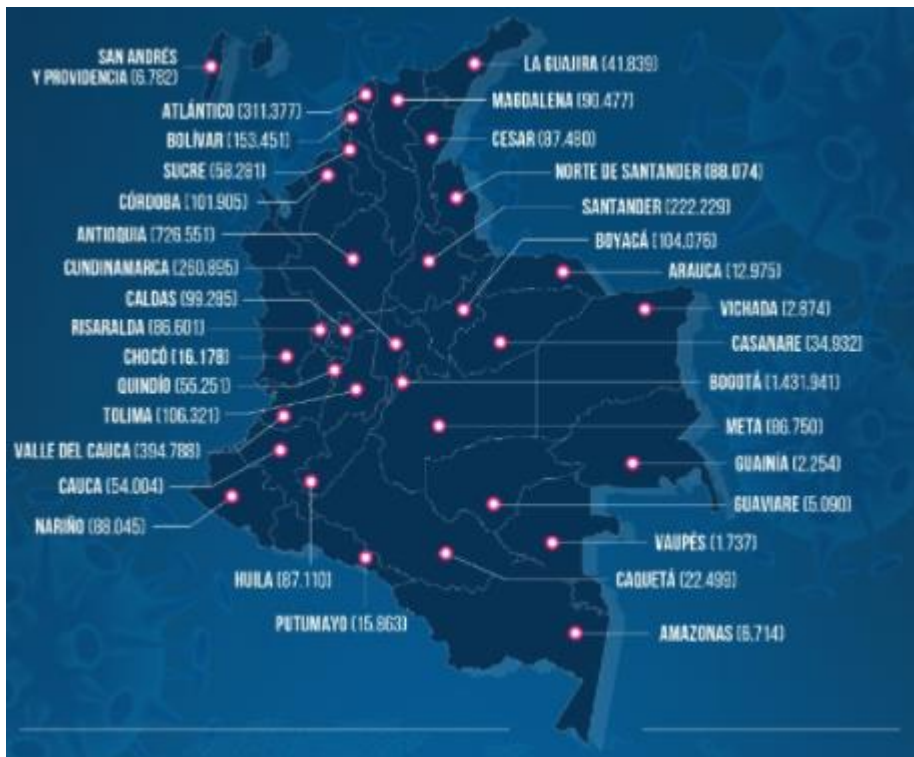 SAN ANDRÉS
Y PROVIDENCIA (6.782)
ATLÁNTICO (311.377)
BOLÍVAR (153.451)
SUCRE (58.281)
CÓRDOBA (101.905)
ANTIOQUIA (726.551)
CUNDINAMARCA (260.895)
CALDAS (99.295)
RISARALDA (86.601)
CHOCÓ (16.178)
QUINDÍO (55.251)
TOLIMA (106.321)
VALLE DEL CAUCA (394.788)
CAUCA (54.004)
NARIÑO (88.045)
HUILA (87.110)
PUTUMAYO (15.863)
LA GUAJIRA (41.839)
MAGDALENA (90.477)
CESAR (87.480)
NORTE DE SANTANDER (88.074)
SANTANDER (222.229)
BOYACÁ (104.076)
ARAUCA (12.975)
VICHADA (2.874)
CASANARE (34.932)
BOGOTÁ (1.431.941)
META (86.750)
GUAINÍA (2.254)
GUAVIARE (5.090)
VAUPÉS (1.737)
CAQUETÁ (22.499)
AMAZONAS (6.714)